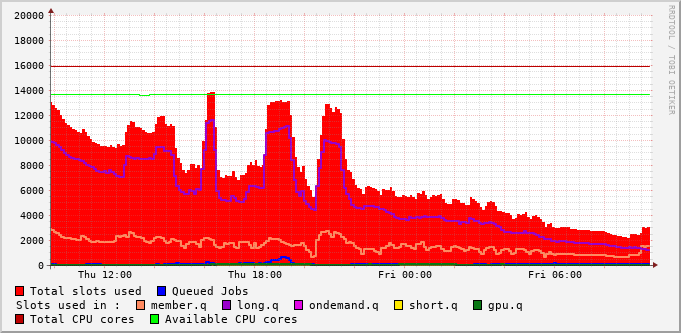 RRDTOOL / TOBI OETIKER
20000
18000
16000
14000
12000
10000
8000
6000
4000
2000
0
Thu 12:00 Thu 18:00 Fri 00:00 Fri 06:00
Total slots used Queued Jobs
Slots used in : member.q long.q ondemand.q short.q gpu.q
Total CPU cores Available CPU cores